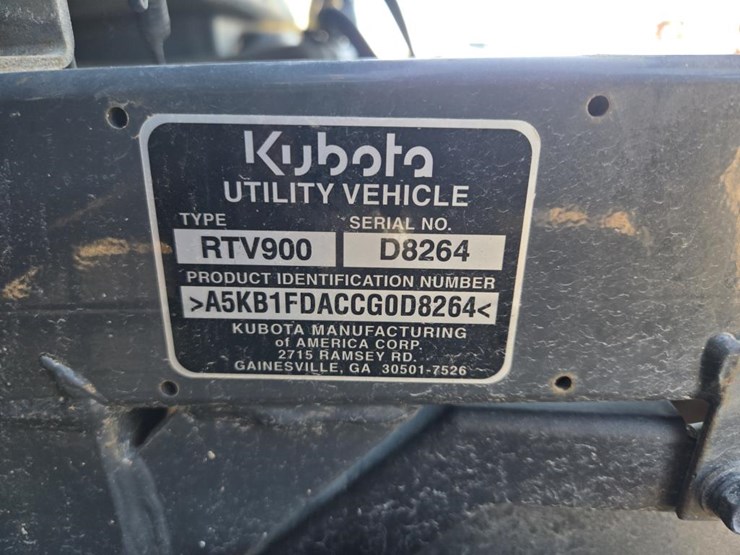 Kubota
UTILITY VEHICLE
TYPE SERIAL NO.
RTV900 D8264
PRODUCT IDENTIFICATION NUMBER
>A5KB1FDACCG0D8264<
KUBOTA MANUFACTURING
of AMERICA CORP.
2715 RAMSEY RD.
GAINESVILLE, GA 30501-7526